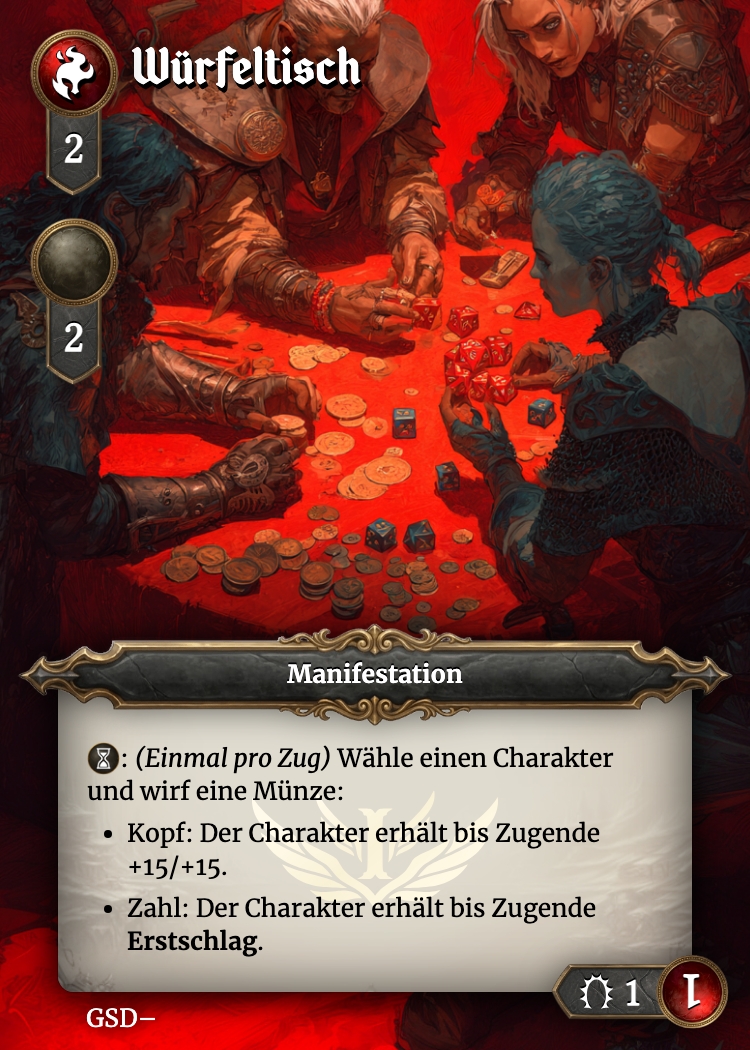 Würfeltisch
2
2
Manifestation
: (Einmal pro Zug) Wähle einen Charakter
und wirf eine Münze:
• Kopf: Der Charakter erhält bis Zugende
+15/+15.
• Zahl: Der Charakter erhält bis Zugende
Erstschlag.
I
1
1
GSD–